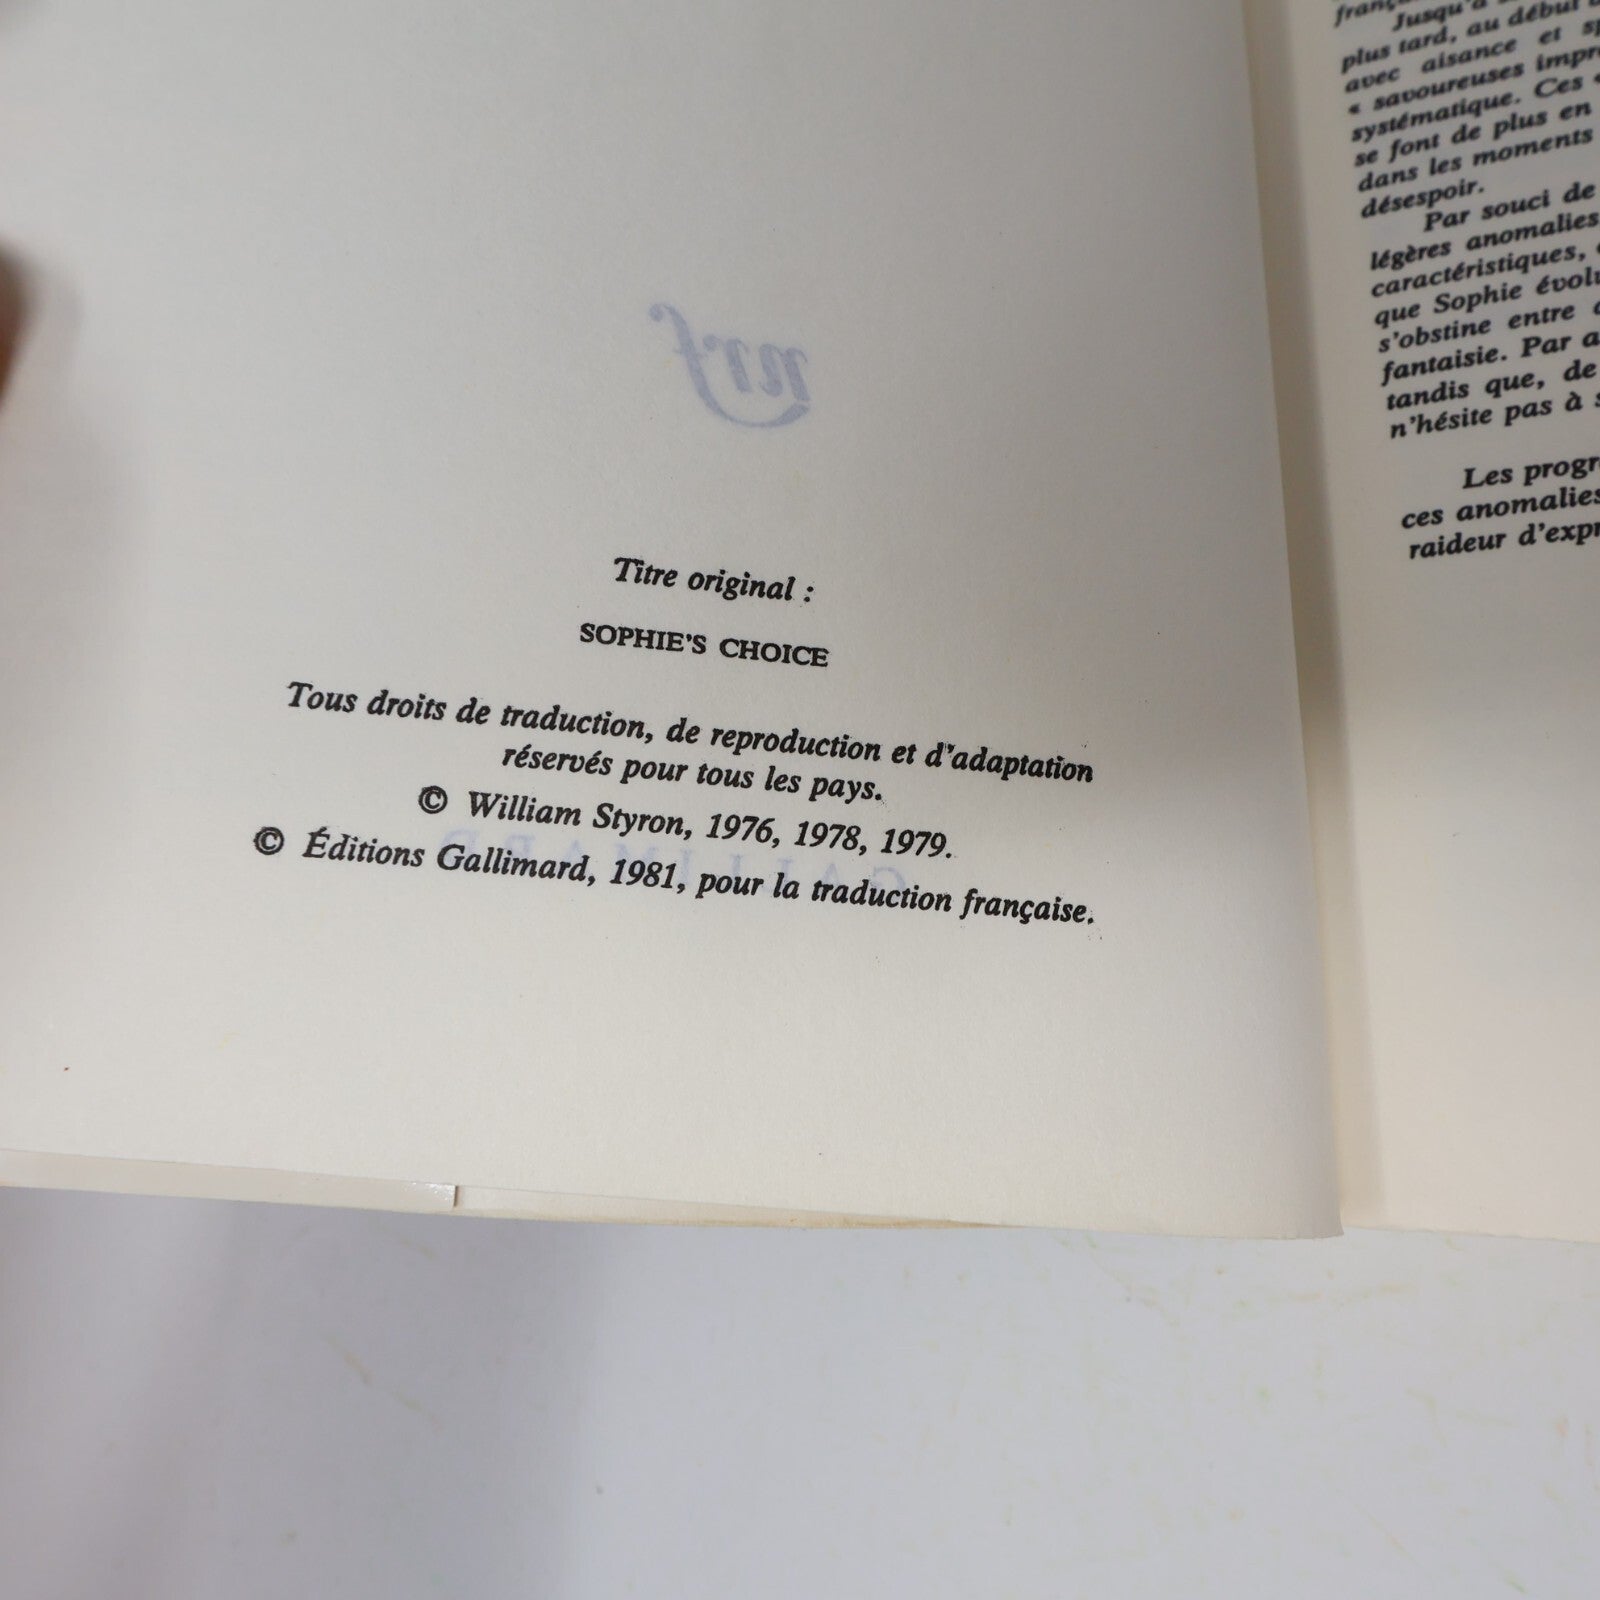 nrf
Titre original :
SOPHIE'S CHOICE
Tous droits de traduction, de reproduction et d'adaptation
réservés pour tous les pays.
© William Styron, 1976, 1978, 1979.
© Éditions Gallimard, 1981, pour la traduction française.
GALLIMARD
Jusqu'à
plus tard, au début
avec aisance et
« savoureuses
systématique. Ces
se font de plus en
dans les moments
désespoir.
Par souci de
légères anomalies
caractéristiques,
que Sophie
s'obstine entre
fantaisie. Par
tandis que, de
n'hésite pas à
Les
ces anomalies
raideur